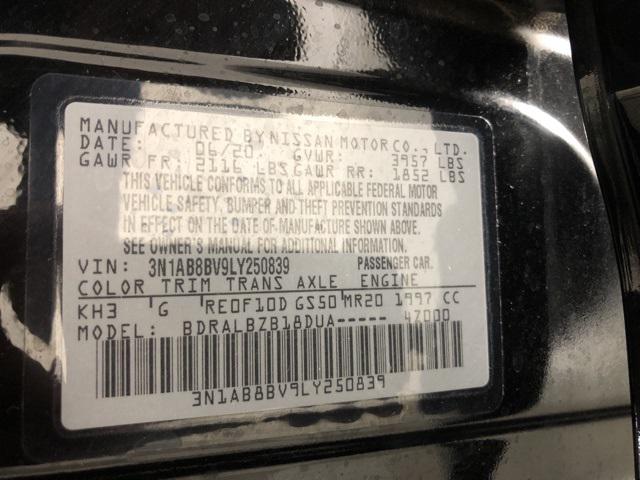 MANUFACTURED BY NISSAN MOTOR CO., LTD.
DATE: 06/20 GVWR: 3957 LBS
GAWR FR: 2116 LBS GAWR RR: 1852 LBS
THIS VEHICLE CONFORMS TO ALL APPLICABLE FEDERAL MOTOR
VEHICLE SAFETY, BUMPER AND THEFT PREVENTION STANDARDS
IN EFFECT ON THE DATE OF MANUFACTURE SHOWN ABOVE.
SEE OWNER'S MANUAL FOR ADDITIONAL INFORMATION.
VIN: 3N1AB8BV9LY250839 PASSENGER CAR.
COLOR TRIM TRANS AXLE ENGINE
KH3 G RE0F10D GS50 MR20 1997 CC
MODEL: BDRALBZB18DUA----- 4Z000
3N1AB8BV9LY250839